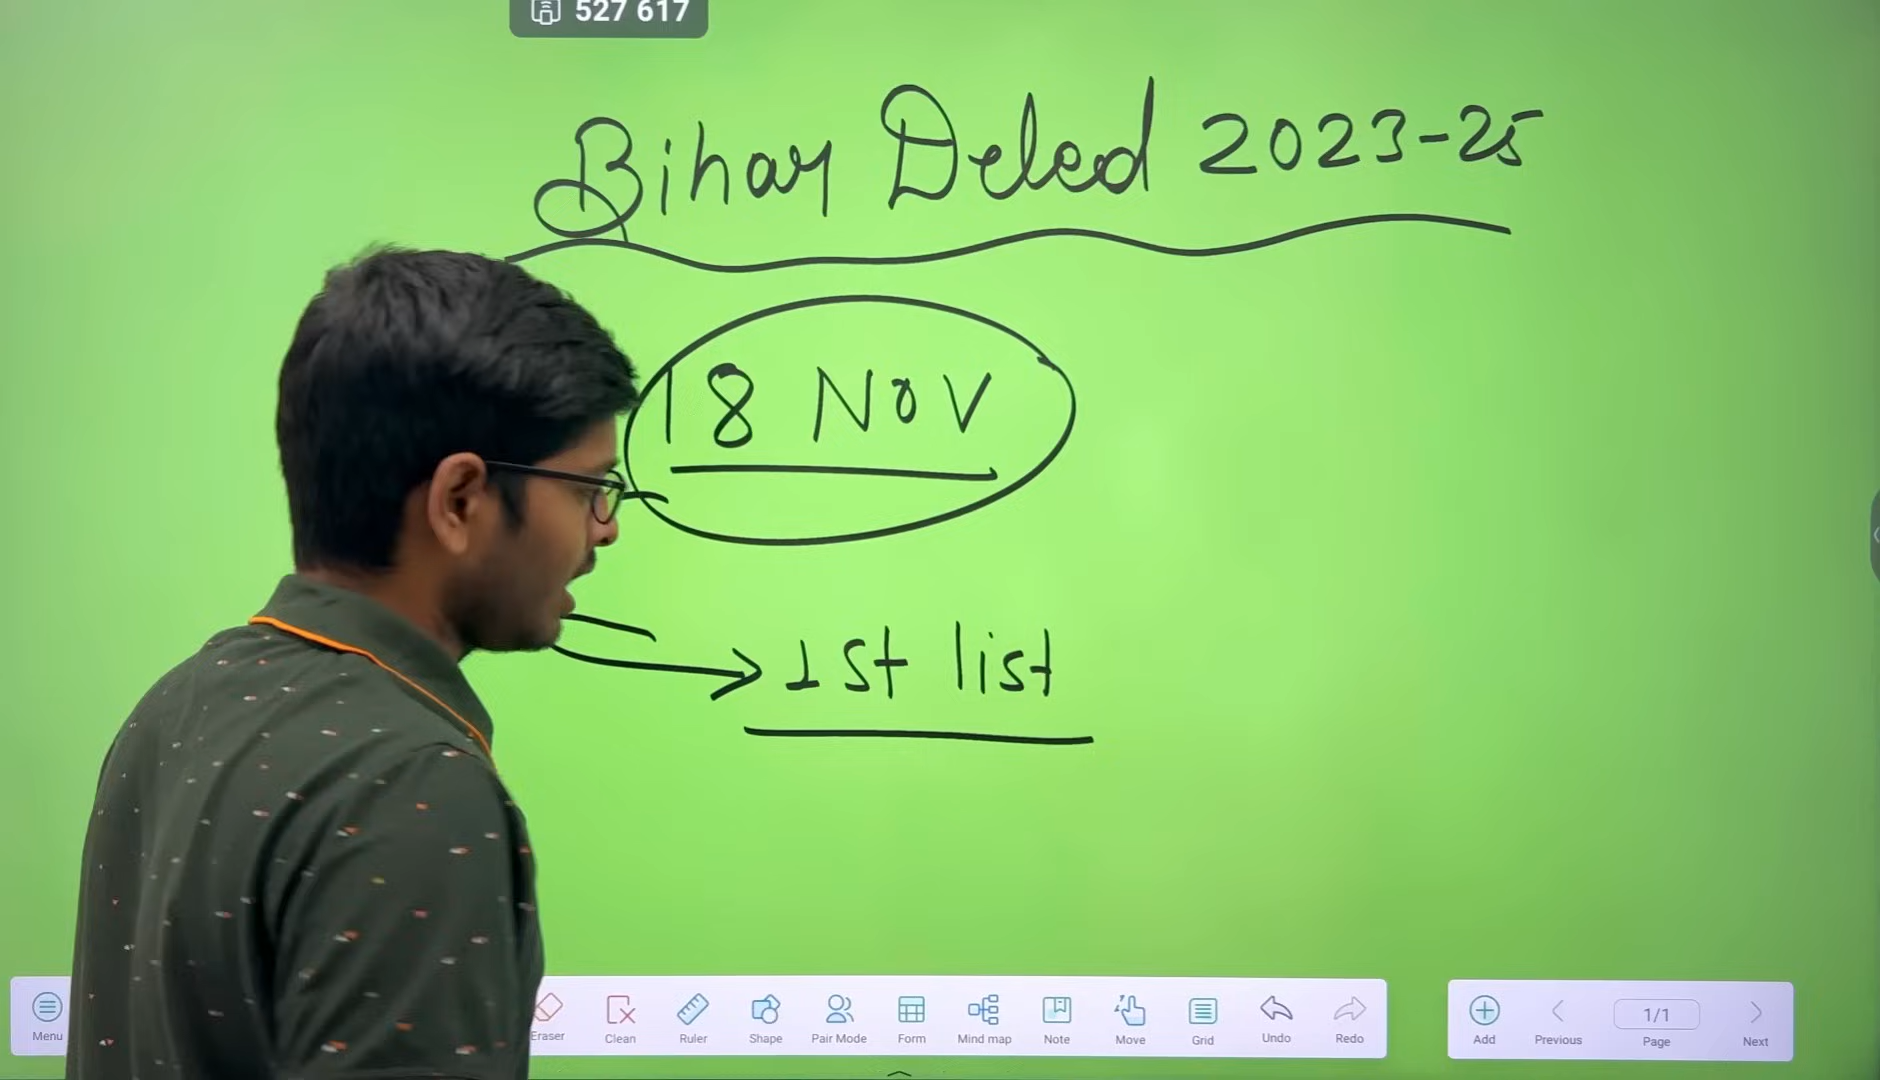 527 617
Bihar Deled 2023-25
18 NOV
1st list
Menu Eraser Clean Ruler Shape Pair Mode Form Mind map Note Move Grid Undo Redo Add Previous 1/1 Page Next